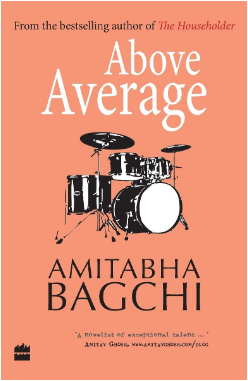 From the bestselling author of The Householder
Above
Average
AMITABHA
BAGCHI
"A novelist of exceptional talent ..."
AMITAV GHOSH, WWW.AMITAVGHOSH.COM/BLOG